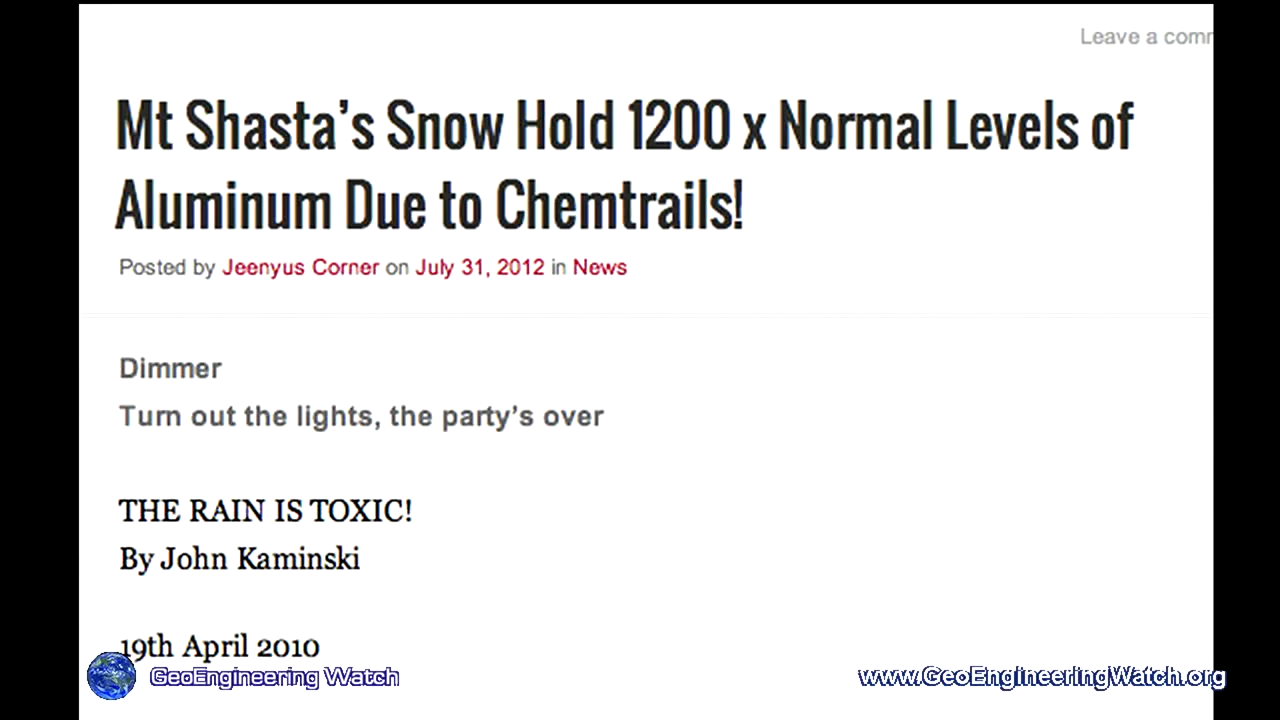 Leave a comm
Mt Shasta’s Snow Hold 1200 x Normal Levels of
Aluminum Due to Chemtrails!
Posted by Jeenyus Corner on July 31, 2012 in News
Dimmer
Turn out the lights, the party’s over
THE RAIN IS TOXIC!
By John Kaminski
19th April 2010
GeoEngineering Watch
www.GeoEngineeringWatch.org